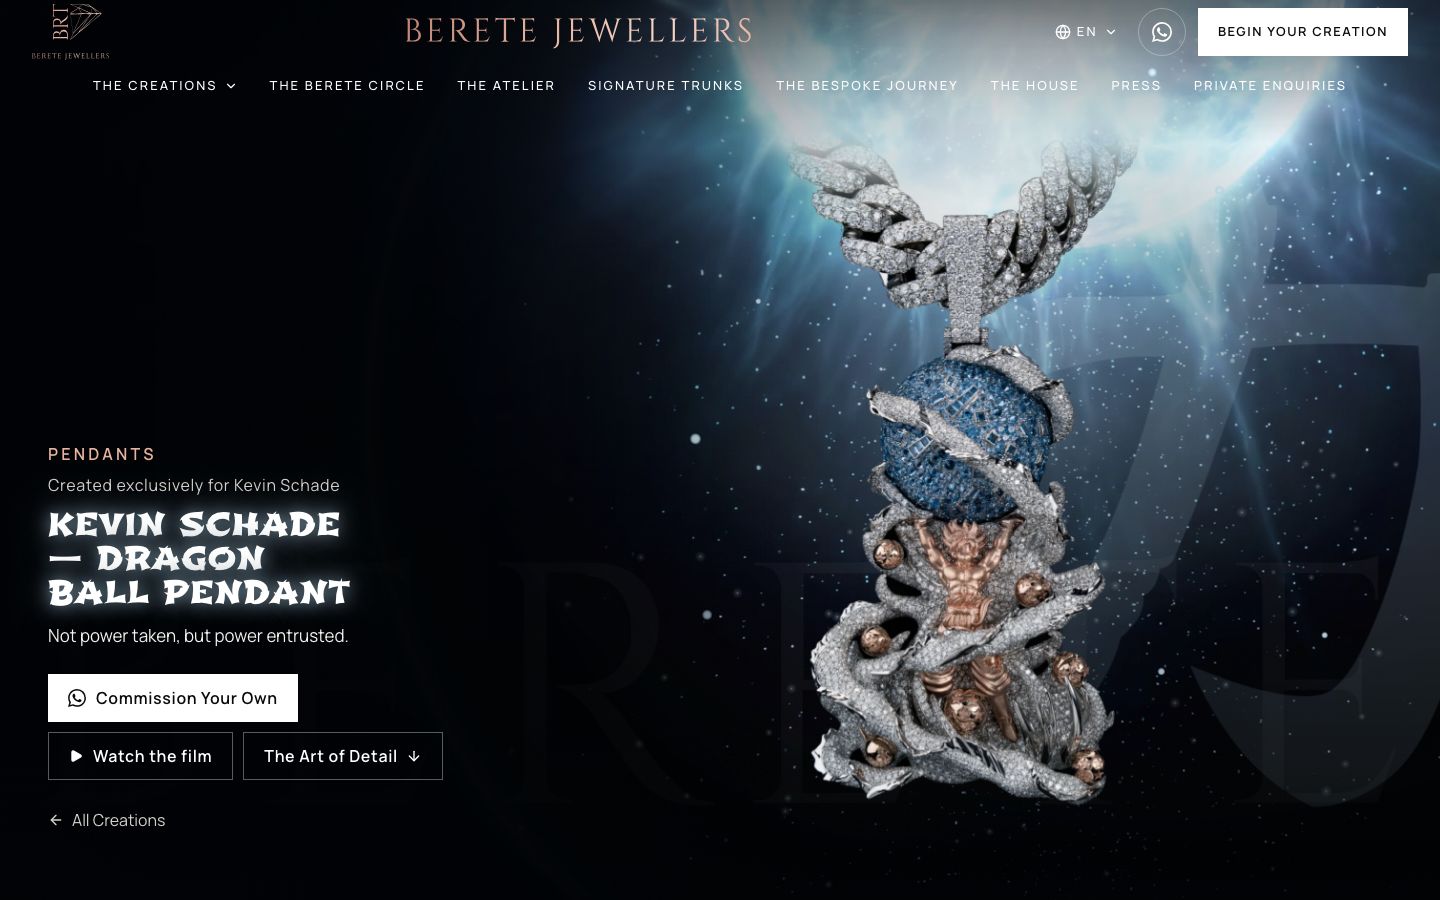 BRT
BERETE JEWELLERS
BERETE JEWELLERS
EN
BEGIN YOUR CREATION
THE CREATIONS
THE BERETE CIRCLE
THE ATELIER
SIGNATURE TRUNKS
THE BESPOKE JOURNEY
THE HOUSE
PRESS
PRIVATE ENQUIRIES
PENDANTS
Created exclusively for Kevin Schade
KEVIN SCHADE
— DRAGON
BALL PENDANT
Not power taken, but power entrusted.
Commission Your Own
Watch the film
The Art of Detail ↓
← All Creations